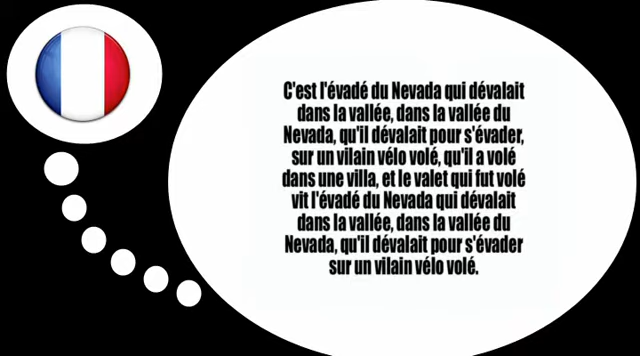 C'est l'évadé du Nevada qui dévalait
dans la vallée, dans la vallée du
Nevada, qu'il dévalait pour s'évader,
sur un vilain vélo volé, qu'il a volé
dans une villa, et le valet qui fut volé
vit l'évadé du Nevada qui dévalait
dans la vallée, dans la vallée du
Nevada, qu'il dévalait pour s'évader
sur un vilain vélo volé.